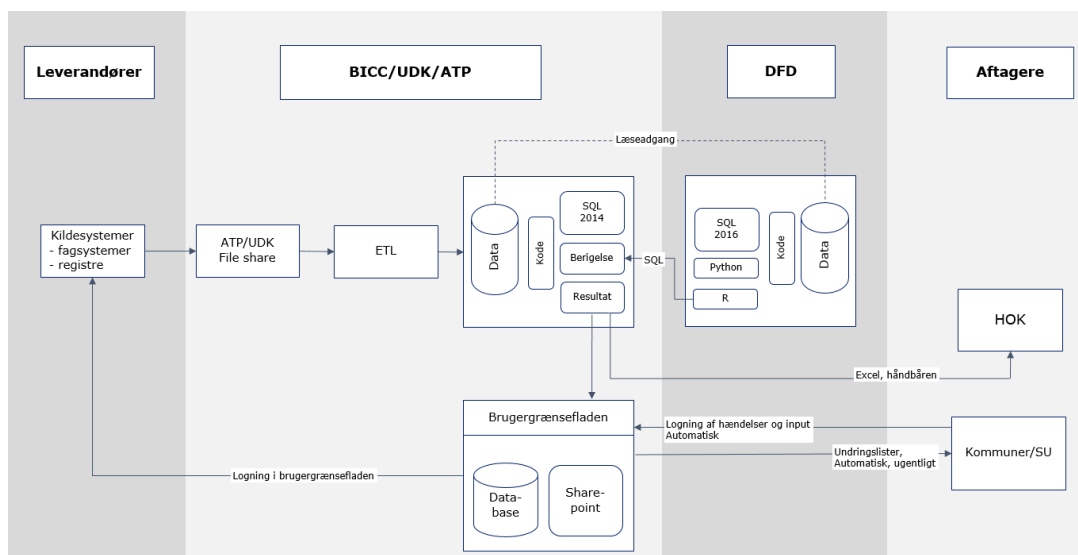 Leverandører
BICC/UDK/ATP
DFD
Aftagere
Læseadgang
Kildesystemer
- fagsystemer
- registre
ATP/UDK
File share
ETL
Data
Kode
SQL
2014
Berigelse
Resultat
SQL
SQL
2016
Python
R
Kode
Data
HOK
Excel, håndbåren
Brugergrænsefladen
Logning af hændelser og input
Automatisk
Undringslister,
Automatisk, ugentligt
Kommuner/SU
Logning i brugergrænsefladen
Data-
base
Share-
point